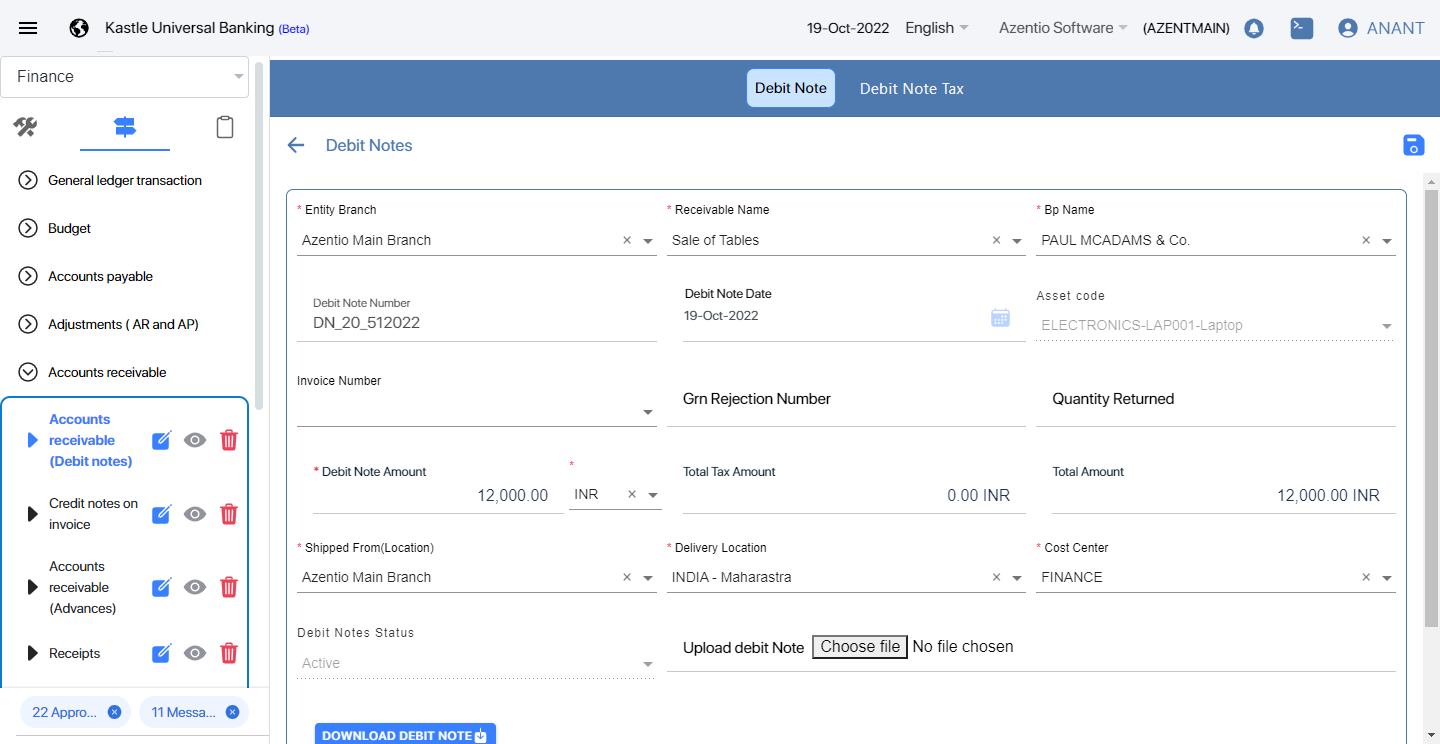 Kastle Universal Banking (Beta)
19-Oct-2022 English Azentio Software (AZENTMAIN) ANANT
Finance
General ledger transaction
Budget
Accounts payable
Adjustments ( AR and AP)
Accounts receivable
Accounts
receivable
(Debit notes)
Credit notes on
invoice
Accounts
receivable
(Advances)
Receipts
22 Appro...
11 Messa...
Debit Note Debit Note Tax
Debit Notes
* Entity Branch
Azentio Main Branch
* Receivable Name
Sale of Tables
* Bp Name
PAUL MCADAMS & Co.
Debit Note Number
DN_20_512022
Debit Note Date
19-Oct-2022
Asset code
ELECTRONICS-LAP001-Laptop
Invoice Number
Grn Rejection Number
Quantity Returned
* Debit Note Amount
12,000.00
*
INR
Total Tax Amount
0.00 INR
Total Amount
12,000.00 INR
* Shipped From(Location)
Azentio Main Branch
* Delivery Location
INDIA - Maharastra
* Cost Center
FINANCE
Debit Notes Status
Active
Upload debit Note Choose file No file chosen
DOWNLOAD DEBIT NOTE